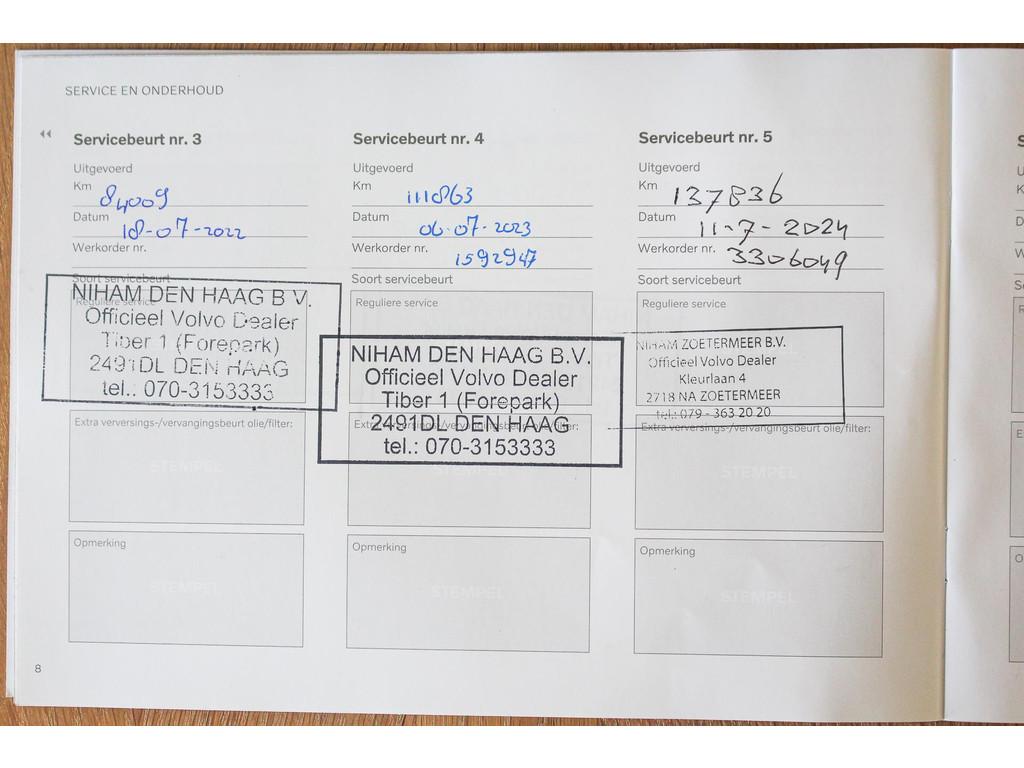 SERVICE EN ONDERHOUD
Servicebeurt nr. 3
Uitgevoerd
Km 84009
Datum 18-07-2022
Werkorder nr.
Soort servicebeurt
Reguliere service
NIHAM DEN HAAG B.V.
Officieel Volvo Dealer
Tiber 1 (Forepark)
2491DL DEN HAAG
tel.: 070-3153333
Extra verversings-/vervangingsbeurt olie/filter:
STEMPEL
Opmerking
STEMPEL
Servicebeurt nr. 4
Uitgevoerd
Km 111863
Datum 06-07-2023
Werkorder nr. 1592947
Soort servicebeurt
Reguliere service
NIHAM DEN HAAG B.V.
Officieel Volvo Dealer
Tiber 1 (Forepark)
2491DL DEN HAAG
tel.: 070-3153333
Extra verversings-/vervangingsbeurt olie/filter:
STEMPEL
Opmerking
STEMPEL
Servicebeurt nr. 5
Uitgevoerd
Km 137836
Datum 11-7-2024
Werkorder nr. 3306049
Soort servicebeurt
Reguliere service
NIHAM ZOETERMEER B.V.
Officieel Volvo Dealer
Kleurlaan 4
2718 NA ZOETERMEER
tel.: 079 - 363 20 20
Extra verversings-/vervangingsbeurt olie/filter:
STEMPEL
Opmerking
STEMPEL
8